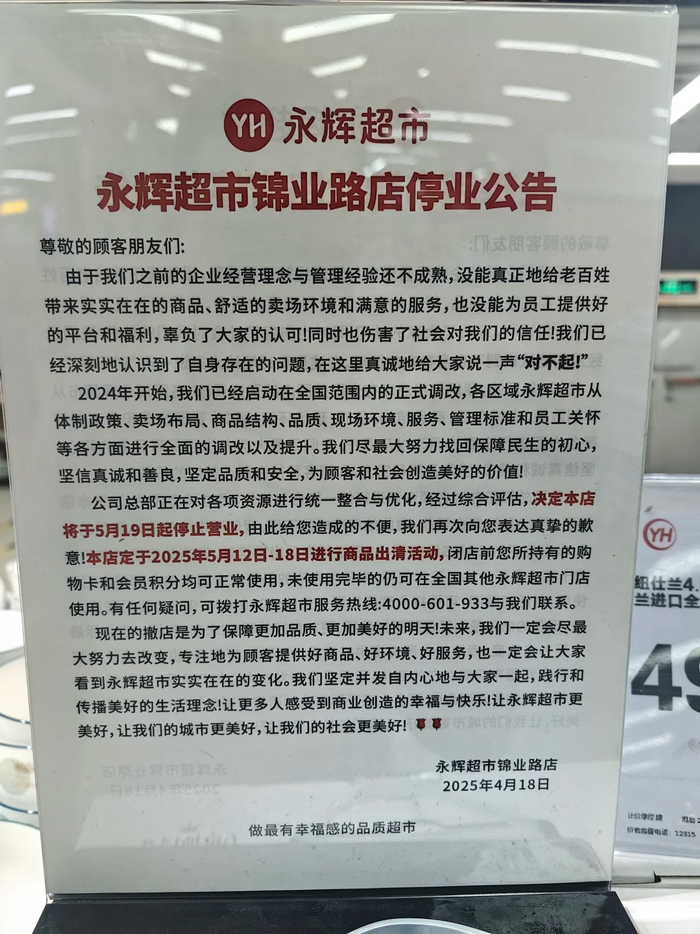 YH 永辉超市
永辉超市锦业路店停业公告
尊敬的顾客朋友们:
由于我们之前的企业经营理念与管理经验还不成熟,没能真正地给老百姓
带来实实在在的商品、舒适的卖场环境和满意的服务,也没能为员工提供好
的平台和福利,辜负了大家的认可!同时也伤害了社会对我们的信任!我们已
经深刻地认识到了自身存在的问题,在这里真诚地给大家说一声“对不起!”
2024年开始,我们已经启动在全国范围内的正式调改,各区域永辉超市从
体制政策、卖场布局、商品结构、品质、现场环境、服务、管理标准和员工关怀
等各方面进行全面的调改以及提升。我们尽最大努力找回保障民生的初心,
坚信真诚和善良,坚定品质和安全,为顾客和社会创造美好的价值!
公司总部正在对各项资源进行统一整合与优化,经过综合评估,决定本店
将于5月19日起停止营业,由此给您造成的不便,我们再次向您表达真挚的歉
意!本店定于2025年5月12日-18日进行商品出清活动,闭店前您所持有的购
物卡和会员积分均可正常使用,未使用完毕的仍可在全国其他永辉超市门店
使用。有任何疑问,可拨打永辉超市服务热线:4000-601-933与我们联系。
现在的撤店是为了保障更加品质、更加美好的明天!未来,我们一定会尽最
大努力去改变,专注地为顾客提供好商品、好环境、好服务,也一定会让大家
看到永辉超市实实在在的变化。我们坚定并发自内心地与大家一起,践行和
传播美好的生活理念!让更多人感受到商业创造的幸福与快乐!让永辉超市更
美好,让我们的城市更美好,让我们的社会更美好!
永辉超市锦业路店
2025年4月18日
做最有幸福感的品质超市
YH
纽仕兰4.
兰进口全
49
计价单位:提
价格监督电话: 12315